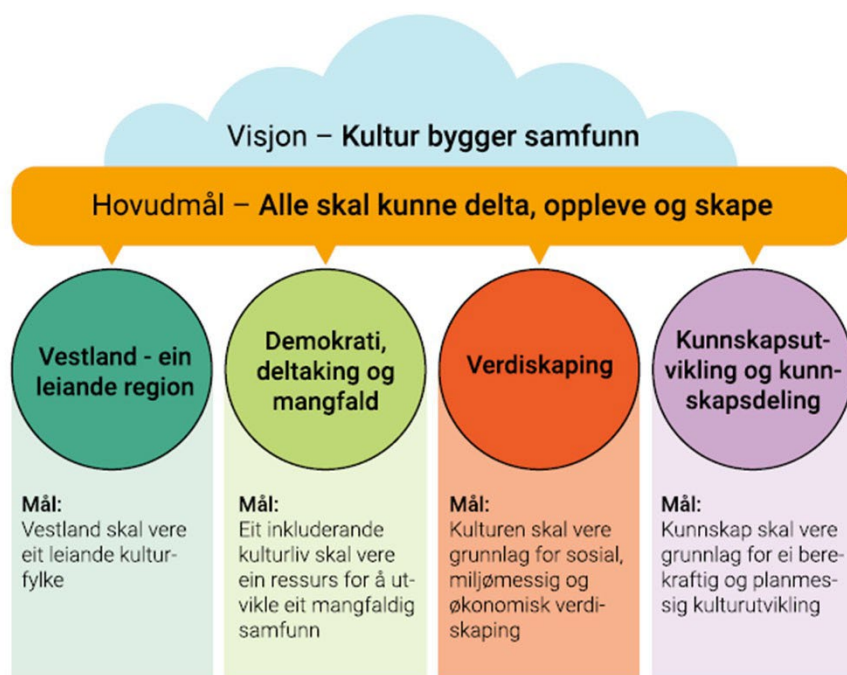 Visjon – Kultur bygger samfunn
Hovudmål – Alle skal kunne delta, oppleve og skape
Vestland - ein
leiande region
Demokrati,
deltaking og
mangfald
Verdiskaping
Kunnskapsut-
vikling og kunn-
skapsdeling
Mål:
Vestland skal vere
eit leiande kultur-
fylke
Mål:
Eit inkluderande
kulturliv skal vere
ein ressurs for å ut-
vikle eit mangfaldig
samfunn
Mål:
Kulturen skal vere
grunnlag for sosial,
miljømessig og
økonomisk verdi-
skaping
Mål:
Kunnskap skal vere
grunnlag for ei bere-
kraftig og planmes-
sig kulturutvikling